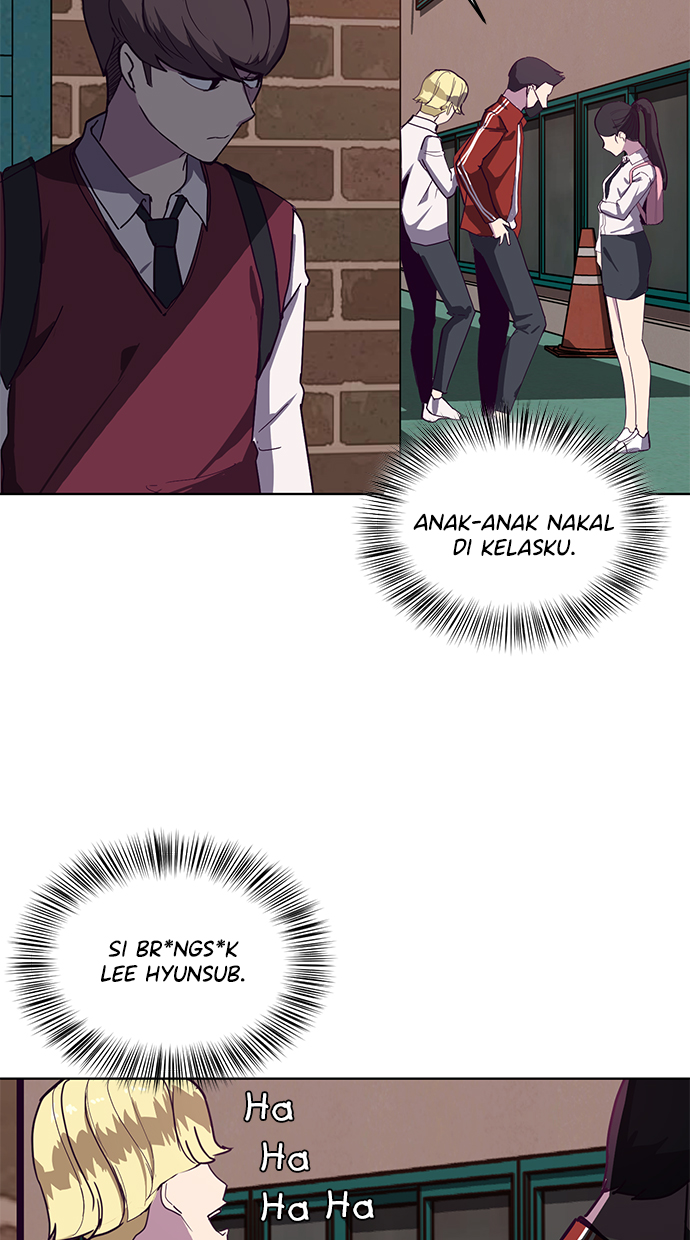 ANAK-ANAK NAKAL
DI KELASKU.
SI BR*NGS*K
LEE HYUNSUB.
Ha
Ha
Ha Ha